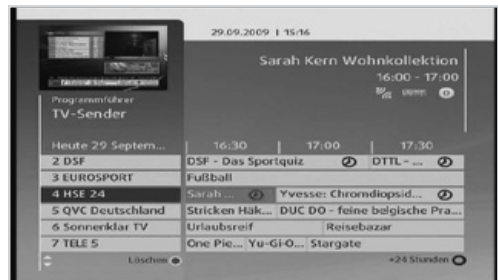 29.09.2009 | 15:16
Sarah Kern Wohnkollektion
16:00 - 17:00
Programmführer
TV-Sender
Heute 29 Septem... | 16:30 | 17:00 | 17:30
2 DSF DSF - Das Sportquiz DTTL - ...
3 EUROSPORT Fußball
4 HSE 24 Sarah ... Yvesse: Chromdiopsid...
5 QVC Deutschland Stricken Häk... DUC DO - feine belgische Pra...
6 Sonnenklar TV Urlaubsreif Reisebazar
7 TELE 5 One Pie... Yu-Gi-O... Stargate
Löschen +24 Stunden